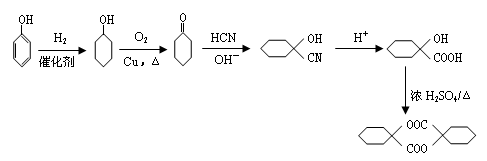 OH
H₂
催化剂
OH
O₂
Cu, △
O
HCN
OH⁻
OH
CN
H⁺
OH
COOH
浓 H₂SO₄/△
OOC
COO